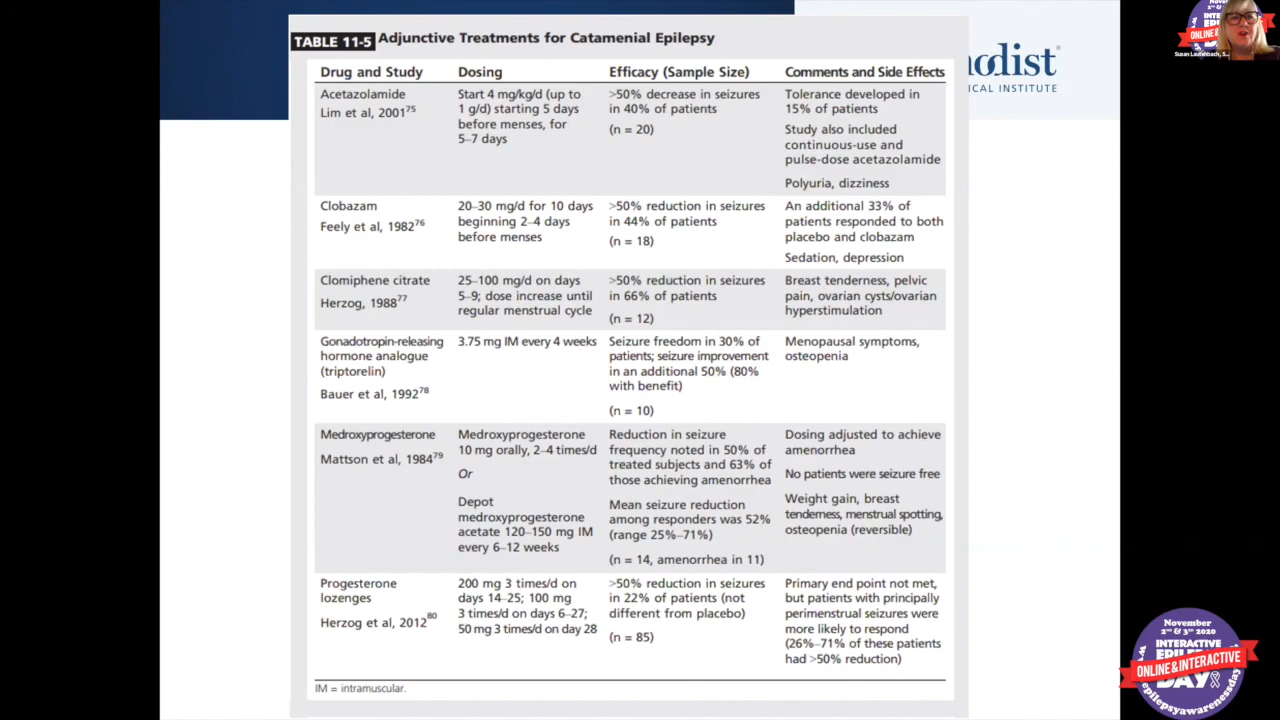 TABLE 11-5 Adjunctive Treatments for Catamenial Epilepsy
Drug and Study
Dosing
Efficacy (Sample Size)
Comments and Side Effects
Acetazolamide
Lim et al, 2001⁷⁵
Start 4 mg/kg/d (up to
1 g/d) starting 5 days
before menses, for
5–7 days
>50% decrease in seizures
in 40% of patients
(n = 20)
Tolerance developed in
15% of patients
Study also included
continuous-use and
pulse-dose acetazolamide
Polyuria, dizziness
Clobazam
Feely et al, 1982⁷⁶
20–30 mg/d for 10 days
beginning 2–4 days
before menses
>50% reduction in seizures
in 44% of patients
(n = 18)
An additional 33% of
patients responded to both
placebo and clobazam
Sedation, depression
Clomiphene citrate
Herzog, 1988⁷⁷
25–100 mg/d on days
5–9; dose increase until
regular menstrual cycle
>50% reduction in seizures
in 66% of patients
(n = 12)
Breast tenderness, pelvic
pain, ovarian cysts/ovarian
hyperstimulation
Gonadotropin-releasing
hormone analogue
(triptorelin)
Bauer et al, 1992⁷⁸
3.75 mg IM every 4 weeks
Seizure freedom in 30% of
patients; seizure improvement
in an additional 50% (80%
with benefit)
(n = 10)
Menopausal symptoms,
osteopenia
Medroxyprogesterone
Mattson et al, 1984⁷⁹
Medroxyprogesterone
10 mg orally, 2–4 times/d
Or
Depot
medroxyprogesterone
acetate 120–150 mg IM
every 6–12 weeks
Reduction in seizure
frequency noted in 50% of
treated subjects and 63% of
those achieving amenorrhea
Mean seizure reduction
among responders was 52%
(range 25%–71%)
(n = 14, amenorrhea in 11)
Dosing adjusted to achieve
amenorrhea
No patients were seizure free
Weight gain, breast
tenderness, menstrual spotting,
osteopenia (reversible)
Progesterone
lozenges
Herzog et al, 2012⁸⁰
200 mg 3 times/d on
days 14–25; 100 mg
3 times/d on days 6–27;
50 mg 3 times/d on day 28
>50% reduction in seizures
in 22% of patients (not
different from placebo)
(n = 85)
Primary end point not met,
but patients with principally
perimenstrual seizures were
more likely to respond
(26%–71% of these patients
had >50% reduction)
IM = intramuscular.
odist®
ICAL INSTITUTE
November
2nd & 3rd 2020
INTERACTIVE
ONLINE & INTERACTIVE
DAY
epilepsyawarenessday